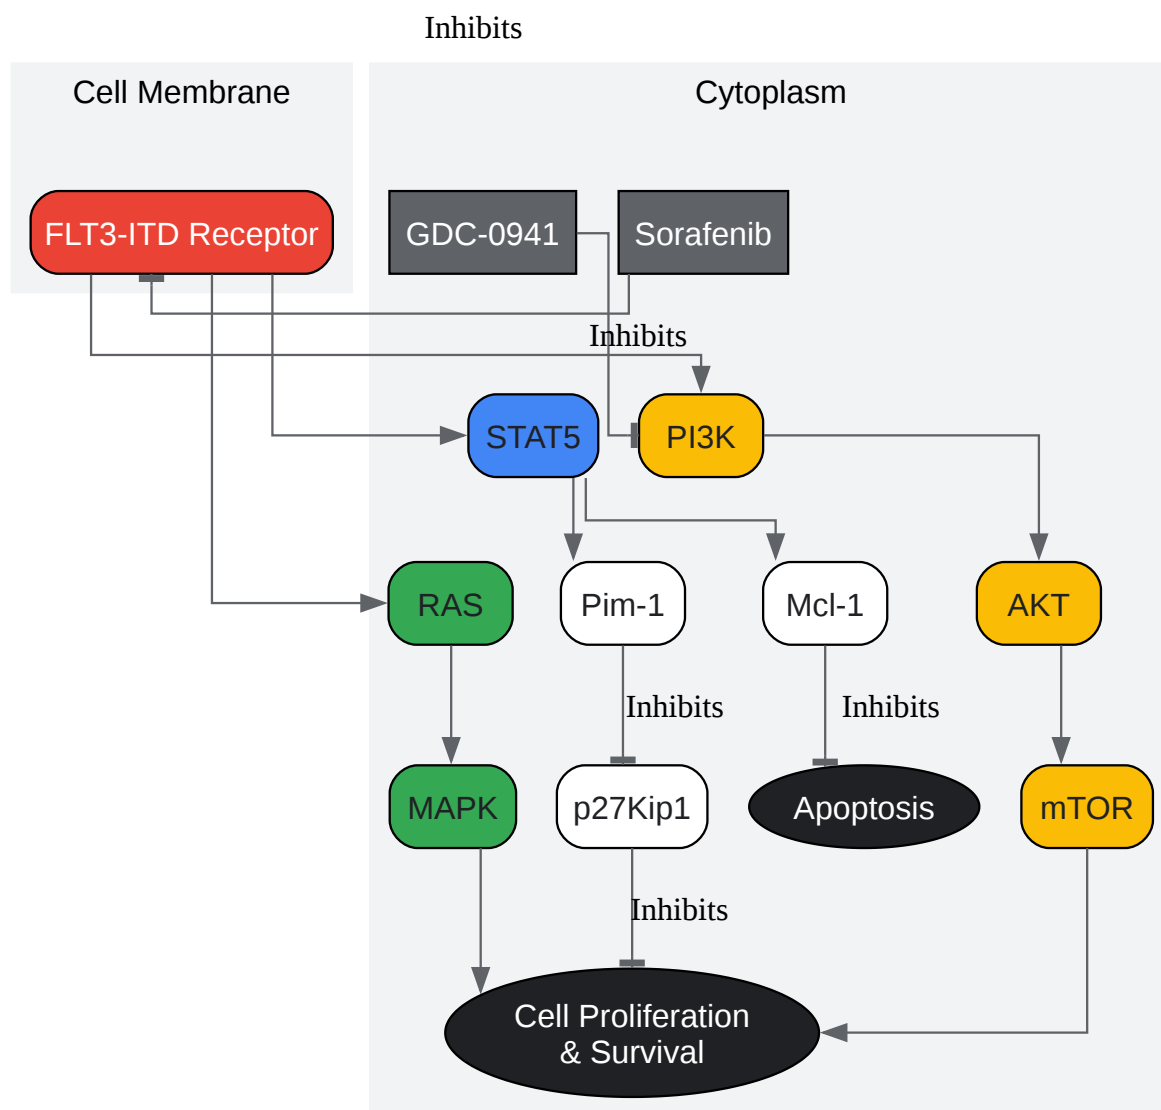 Inhibits
Cell Membrane
Cytoplasm
FLT3-ITD Receptor
GDC-0941
Sorafenib
Inhibits
STAT5
PI3K
RAS
Pim-1
Mcl-1
AKT
Inhibits
Inhibits
MAPK
p27Kip1
Apoptosis
mTOR
Inhibits
Cell Proliferation
& Survival